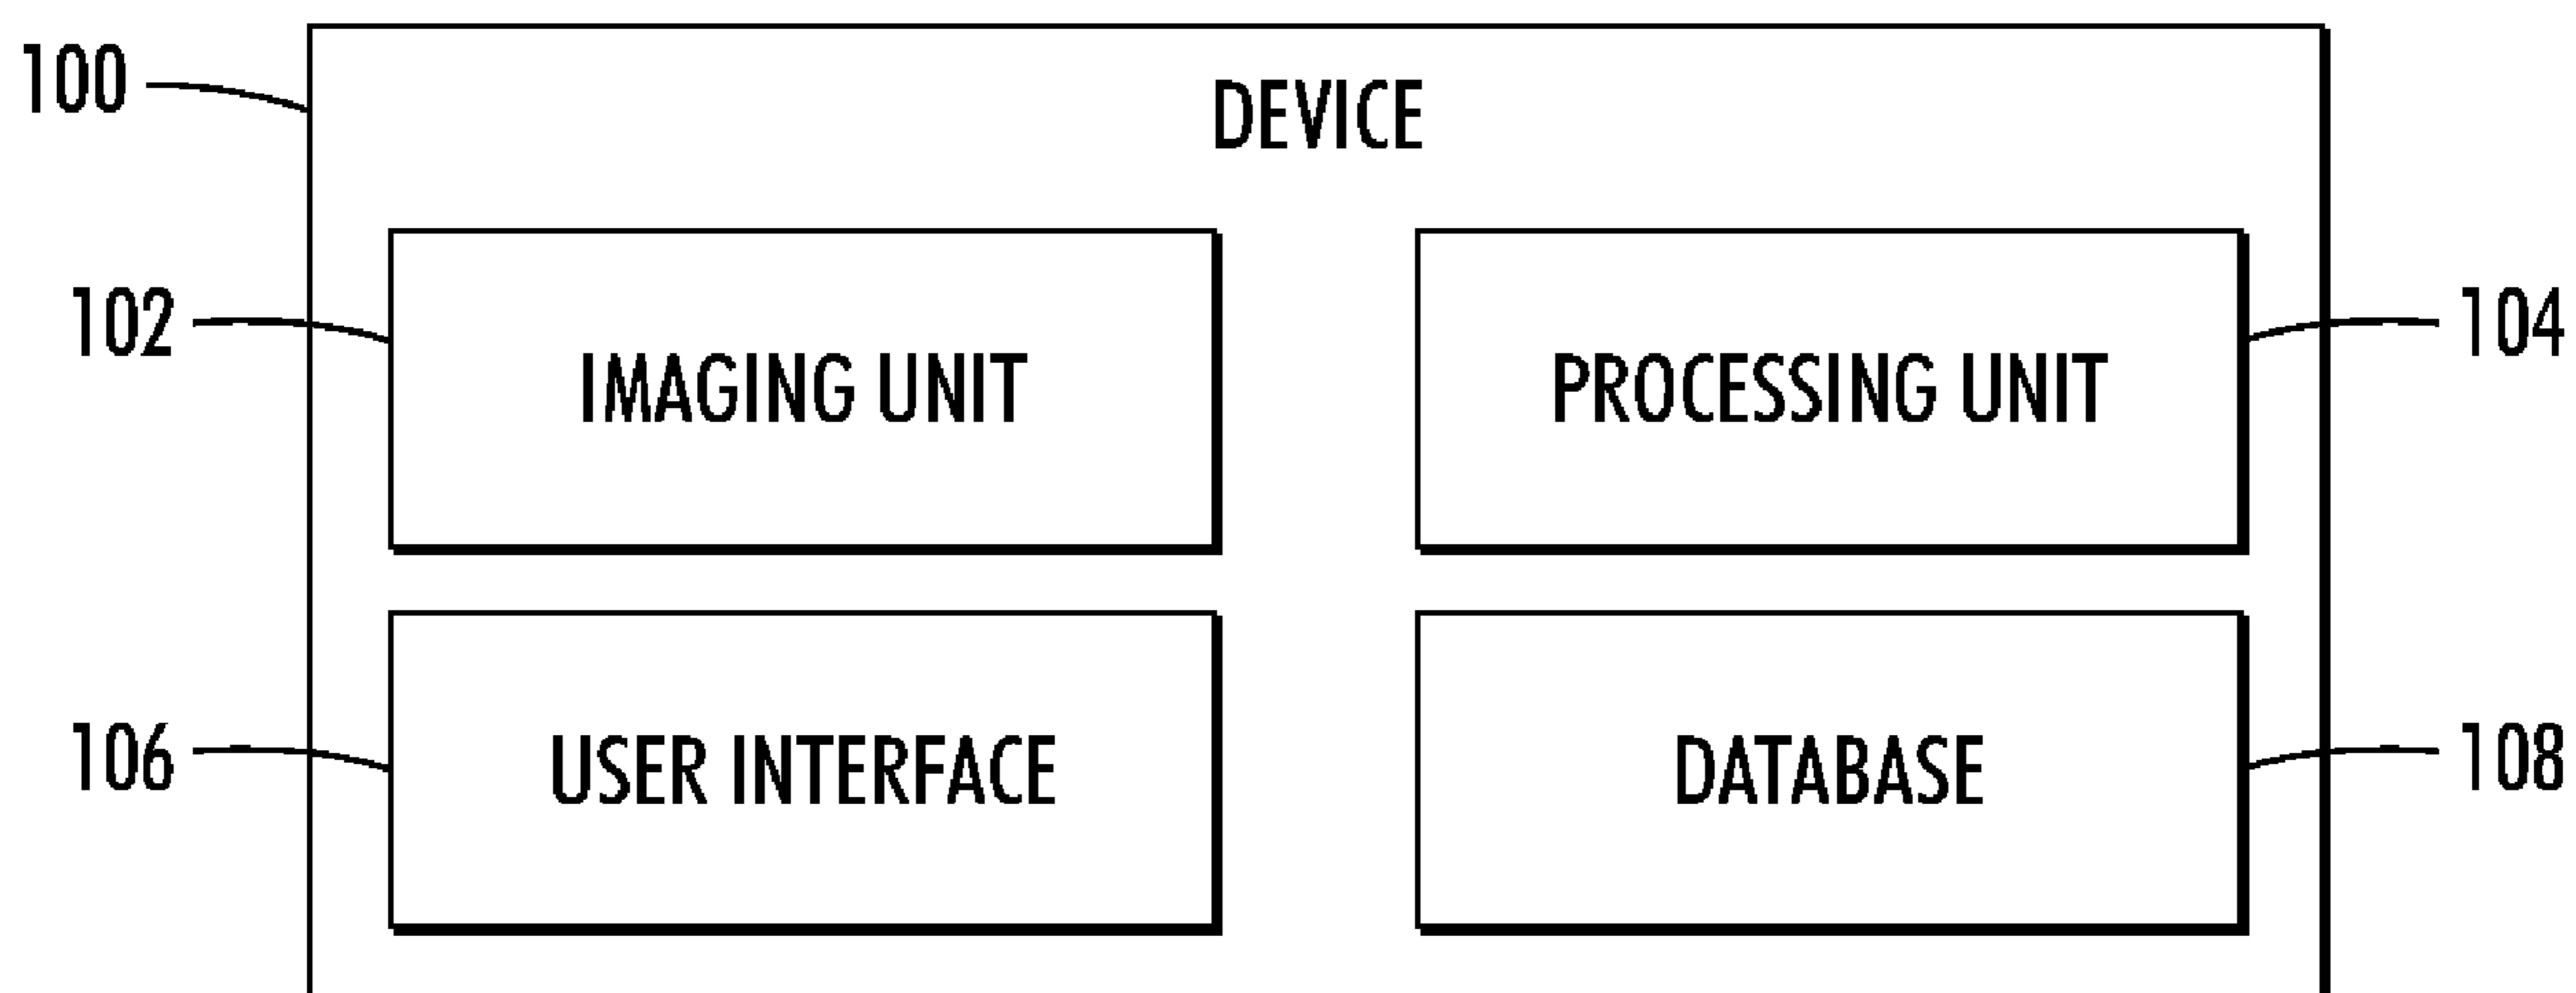 100
DEVICE
102
IMAGING UNIT
PROCESSING UNIT
104
106
USER INTERFACE
DATABASE
108